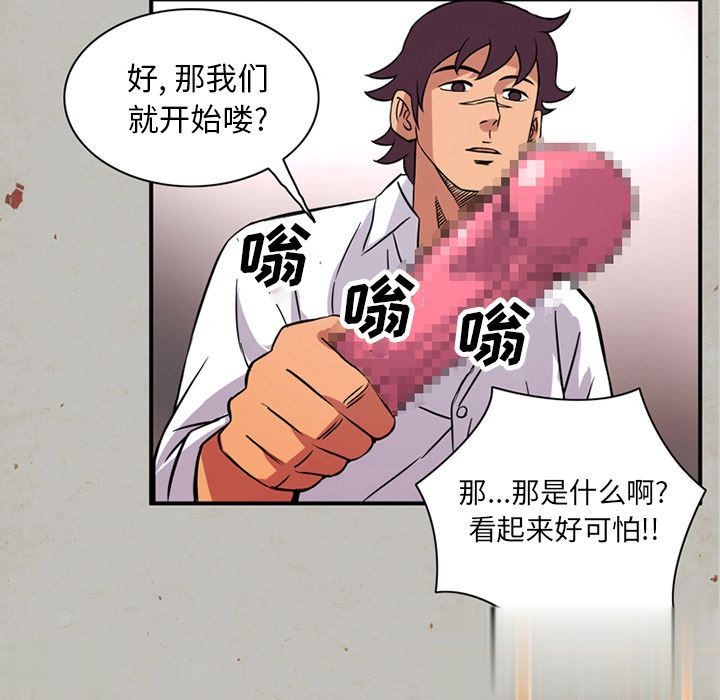 好, 那我们
就开始喽?
嗡
嗡
嗡
那...那是什么啊?
看起来好可怕!!